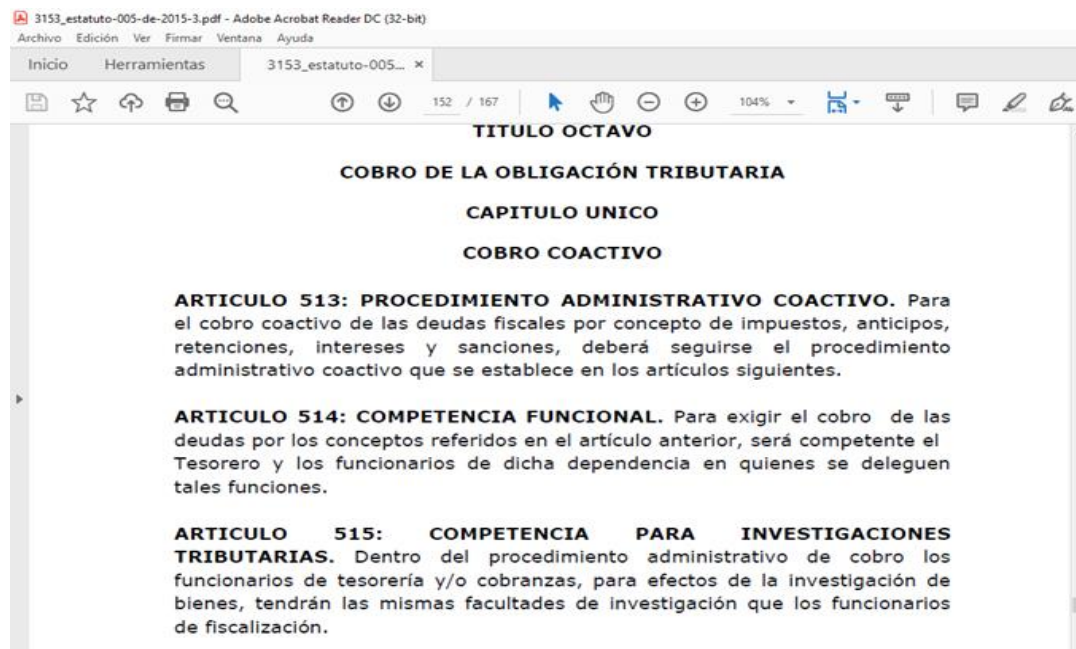 3153_estatuto-005-de-2015-3.pdf - Adobe Acrobat Reader DC (32-bit)
Archivo Edición Ver Firmar Ventana Ayuda
Inicio Herramientas 3153_estatuto-005... ×
152 / 167 104%
TITULO OCTAVO
COBRO DE LA OBLIGACIÓN TRIBUTARIA
CAPITULO UNICO
COBRO COACTIVO
ARTICULO 513: PROCEDIMIENTO ADMINISTRATIVO COACTIVO. Para
el cobro coactivo de las deudas fiscales por concepto de impuestos, anticipos,
retenciones, intereses y sanciones, deberá seguirse el procedimiento
administrativo coactivo que se establece en los artículos siguientes.
ARTICULO 514: COMPETENCIA FUNCIONAL. Para exigir el cobro de las
deudas por los conceptos referidos en el artículo anterior, será competente el
Tesorero y los funcionarios de dicha dependencia en quienes se deleguen
tales funciones.
ARTICULO 515: COMPETENCIA PARA INVESTIGACIONES
TRIBUTARIAS. Dentro del procedimiento administrativo de cobro los
funcionarios de tesorería y/o cobranzas, para efectos de la investigación de
bienes, tendrán las mismas facultades de investigación que los funcionarios
de fiscalización.